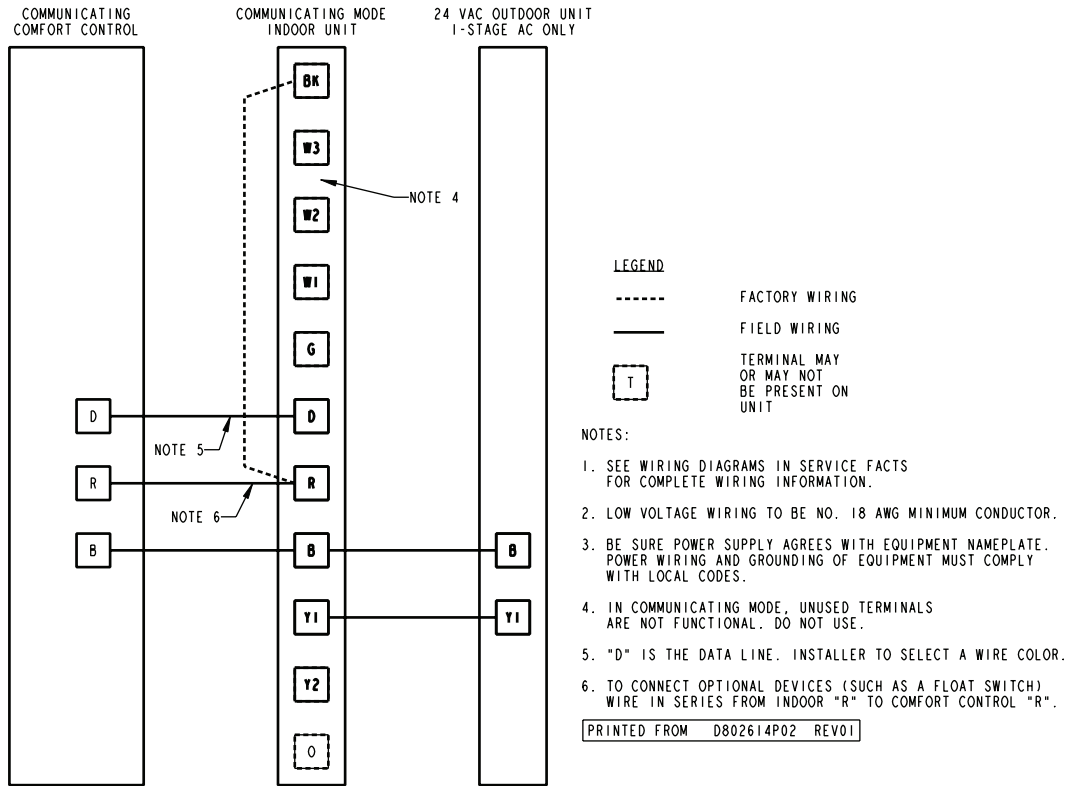 COMMUNICATING
COMFORT CONTROL
COMMUNICATING MODE
INDOOR UNIT
24 VAC OUTDOOR UNIT
1-STAGE AC ONLY
BK
W3
NOTE 4
W2
W1
G
D
D
NOTE 5
R
R
NOTE 6
B
B
B
Y1
Y1
Y2
O
LEGEND
FACTORY WIRING
FIELD WIRING
T
TERMINAL MAY
OR MAY NOT
BE PRESENT ON
UNIT
NOTES:
1. SEE WIRING DIAGRAMS IN SERVICE FACTS
FOR COMPLETE WIRING INFORMATION.
2. LOW VOLTAGE WIRING TO BE NO. 18 AWG MINIMUM CONDUCTOR.
3. BE SURE POWER SUPPLY AGREES WITH EQUIPMENT NAMEPLATE.
POWER WIRING AND GROUNDING OF EQUIPMENT MUST COMPLY
WITH LOCAL CODES.
4. IN COMMUNICATING MODE, UNUSED TERMINALS
ARE NOT FUNCTIONAL. DO NOT USE.
5. "D" IS THE DATA LINE. INSTALLER TO SELECT A WIRE COLOR.
6. TO CONNECT OPTIONAL DEVICES (SUCH AS A FLOAT SWITCH)
WIRE IN SERIES FROM INDOOR "R" TO COMFORT CONTROL "R".
PRINTED FROM D802614P02 REV01